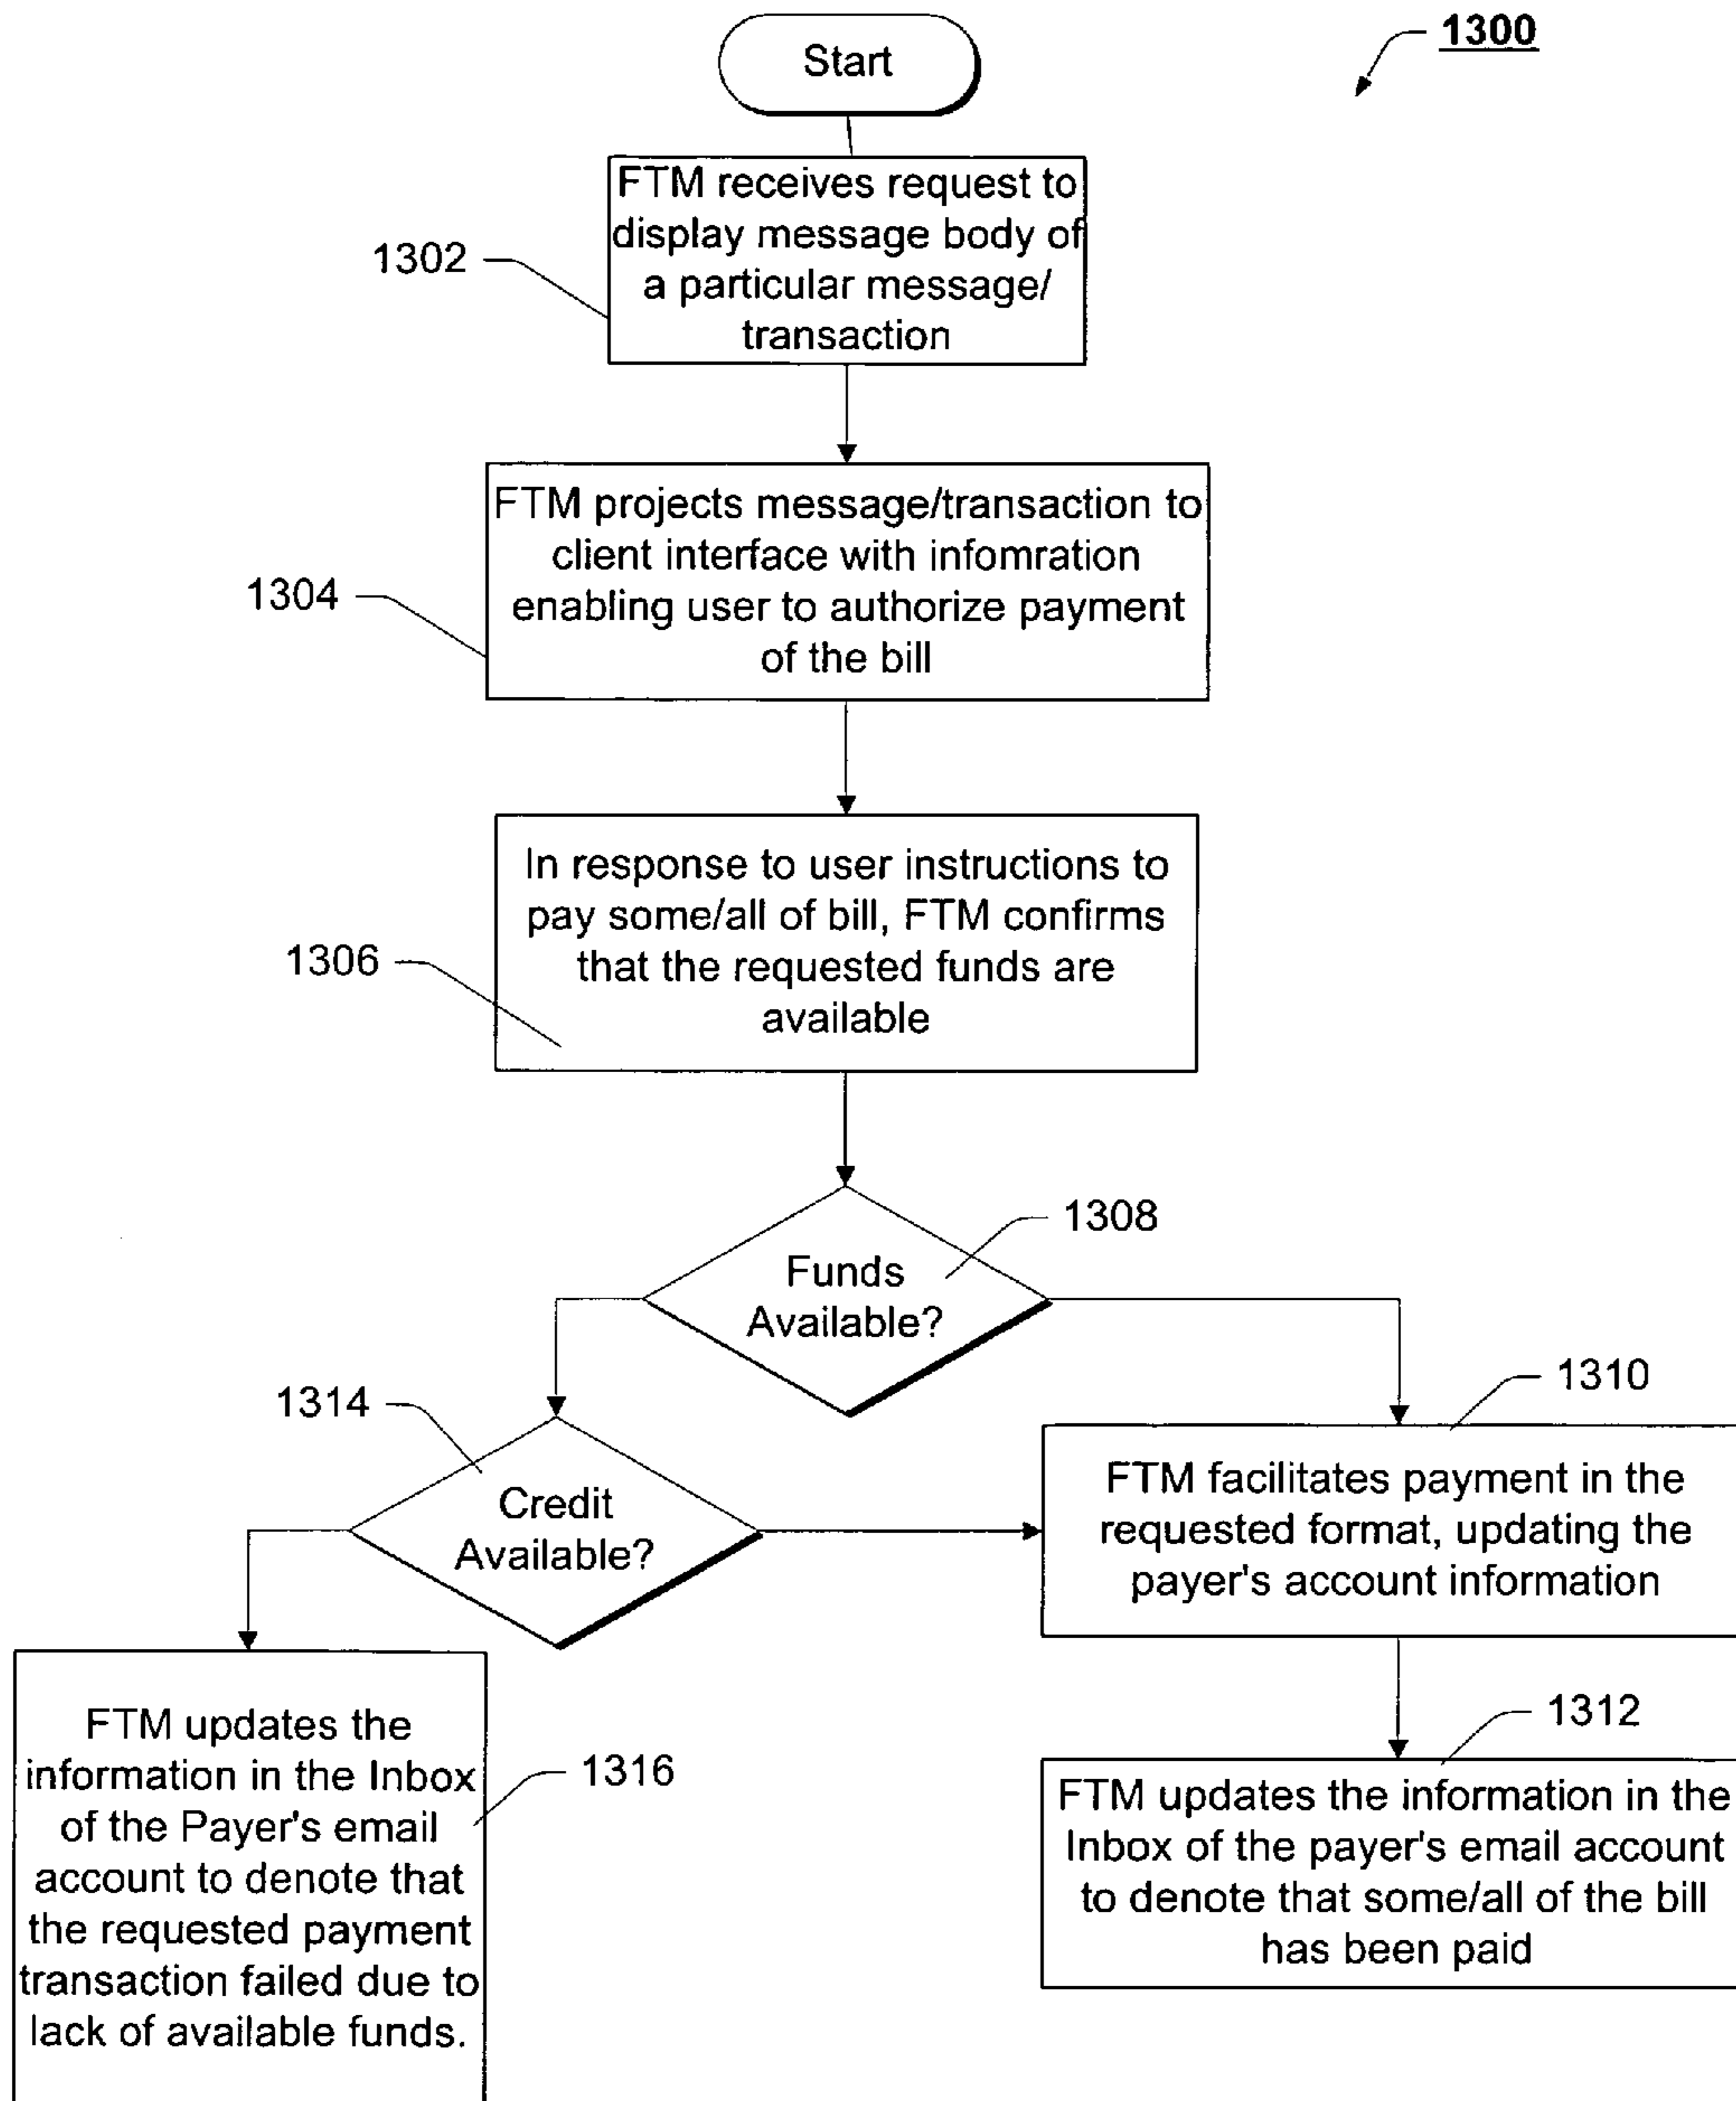 1300
Start
FTM receives request to
display message body of
a particular message/
transaction
1302
FTM projects message/transaction to
client interface with infomration
enabling user to authorize payment
of the bill
1304
In response to user instructions to
pay some/all of bill, FTM confirms
that the requested funds are
available
1306
Funds
Available?
1308
1314
Credit
Available?
1310
FTM facilitates payment in the
requested format, updating the
payer's account information
FTM updates the
information in the Inbox
of the Payer's email
account to denote that
the requested payment
transaction failed due to
lack of available funds.
1316
1312
FTM updates the information in the
Inbox of the payer's email account
to denote that some/all of the bill
has been paid